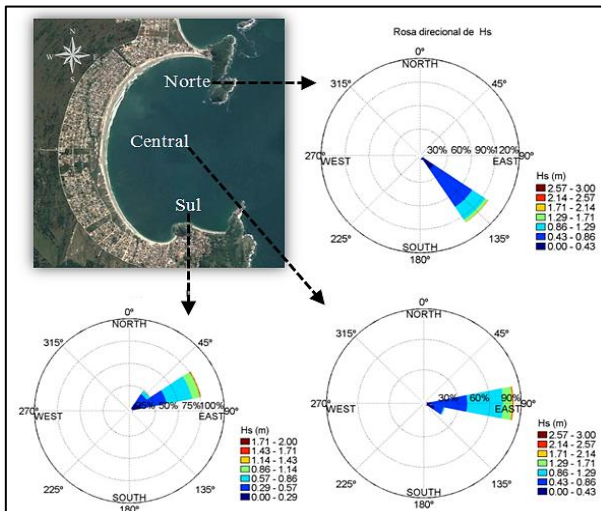 N
W
E
S
Norte
Central
Sul
Rosa direcional de Hs
0°
NORTH
315°
45°
30% 60% 90% 120%
270°
WEST
EAST
90°
225°
135°
SOUTH
180°
Hs (m)
2.57 - 3.00
2.14 - 2.57
1.71 - 2.14
1.29 - 1.71
0.86 - 1.29
0.43 - 0.86
0.00 - 0.43
0°
NORTH
315°
45°
50% 75% 100%
270°
WEST
EAST
90°
225°
135°
SOUTH
180°
Hs (m)
1.71 - 2.00
1.43 - 1.71
1.14 - 1.43
0.86 - 1.14
0.57 - 0.86
0.29 - 0.57
0.00 - 0.29
0°
NORTH
315°
45°
30% 60% 90%
270°
WEST
EAST
90°
225°
135°
SOUTH
180°
Hs (m)
2.57 - 3.00
2.14 - 2.57
1.71 - 2.14
1.29 - 1.71
0.86 - 1.29
0.43 - 0.86
0.00 - 0.43